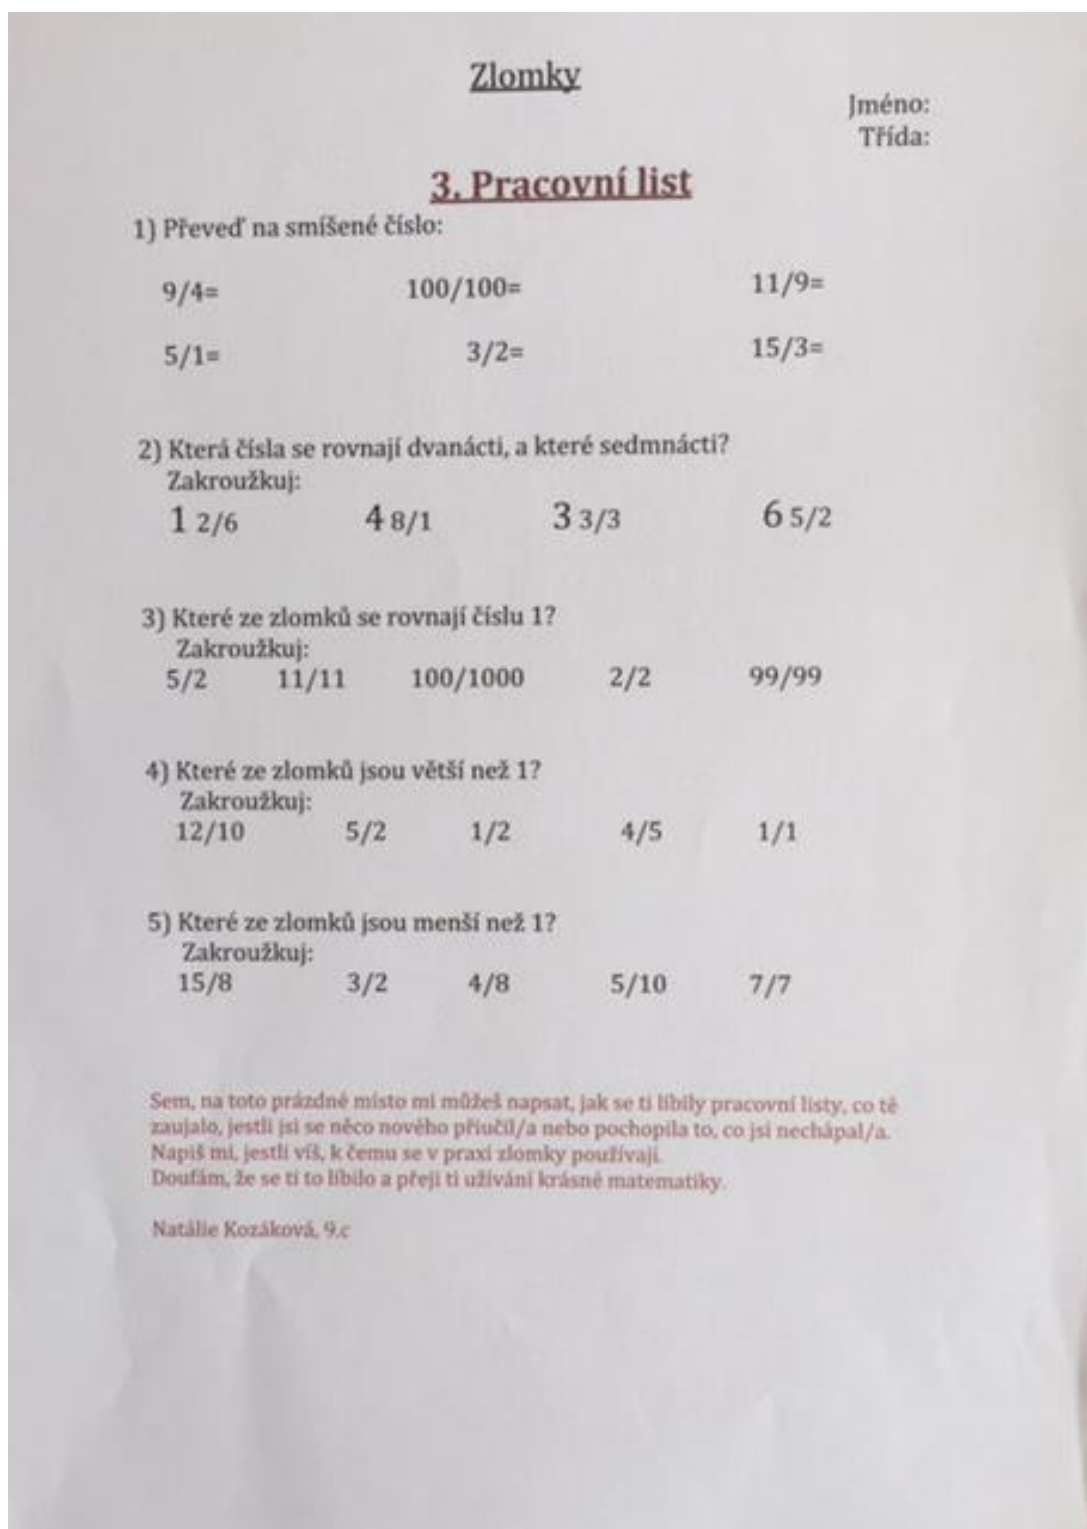 Zlomky
Jméno:
Třída:
3. Pracovní list
1) Převeď na smíšené číslo:
9/4= 100/100= 11/9=
5/1= 3/2= 15/3=
2) Která čísla se rovnají dvanácti, a které sedmnácti?
Zakroužkuj:
1 2/6 4 8/1 3 3/3 6 5/2
3) Které ze zlomků se rovnají číslu 1?
Zakroužkuj:
5/2 11/11 100/1000 2/2 99/99
4) Které ze zlomků jsou větší než 1?
Zakroužkuj:
12/10 5/2 1/2 4/5 1/1
5) Které ze zlomků jsou menší než 1?
Zakroužkuj:
15/8 3/2 4/8 5/10 7/7
Sem, na toto prázdné místo mi můžeš napsat, jak se ti líbily pracovní listy, co tě
zaujalo, jestli jsi se něco nového přiučil/a nebo pochopila to, co jsi nechápal/a.
Napiš mi, jestli víš, k čemu se v praxi zlomky používají.
Doufám, že se ti to líbilo a přeji ti užívání krásné matematiky.
Natálie Kozáková, 9.c